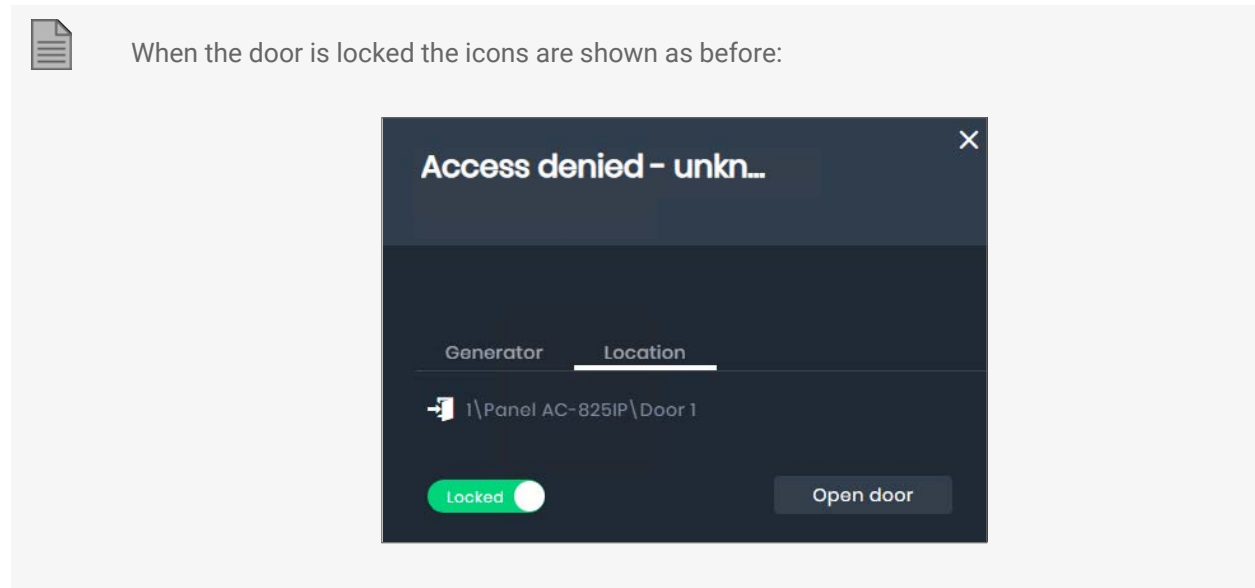 When the door is locked the icons are shown as before:
Access denied - unkn...
Generator Location
1\Panel AC-825IP\Door 1
Locked Open door